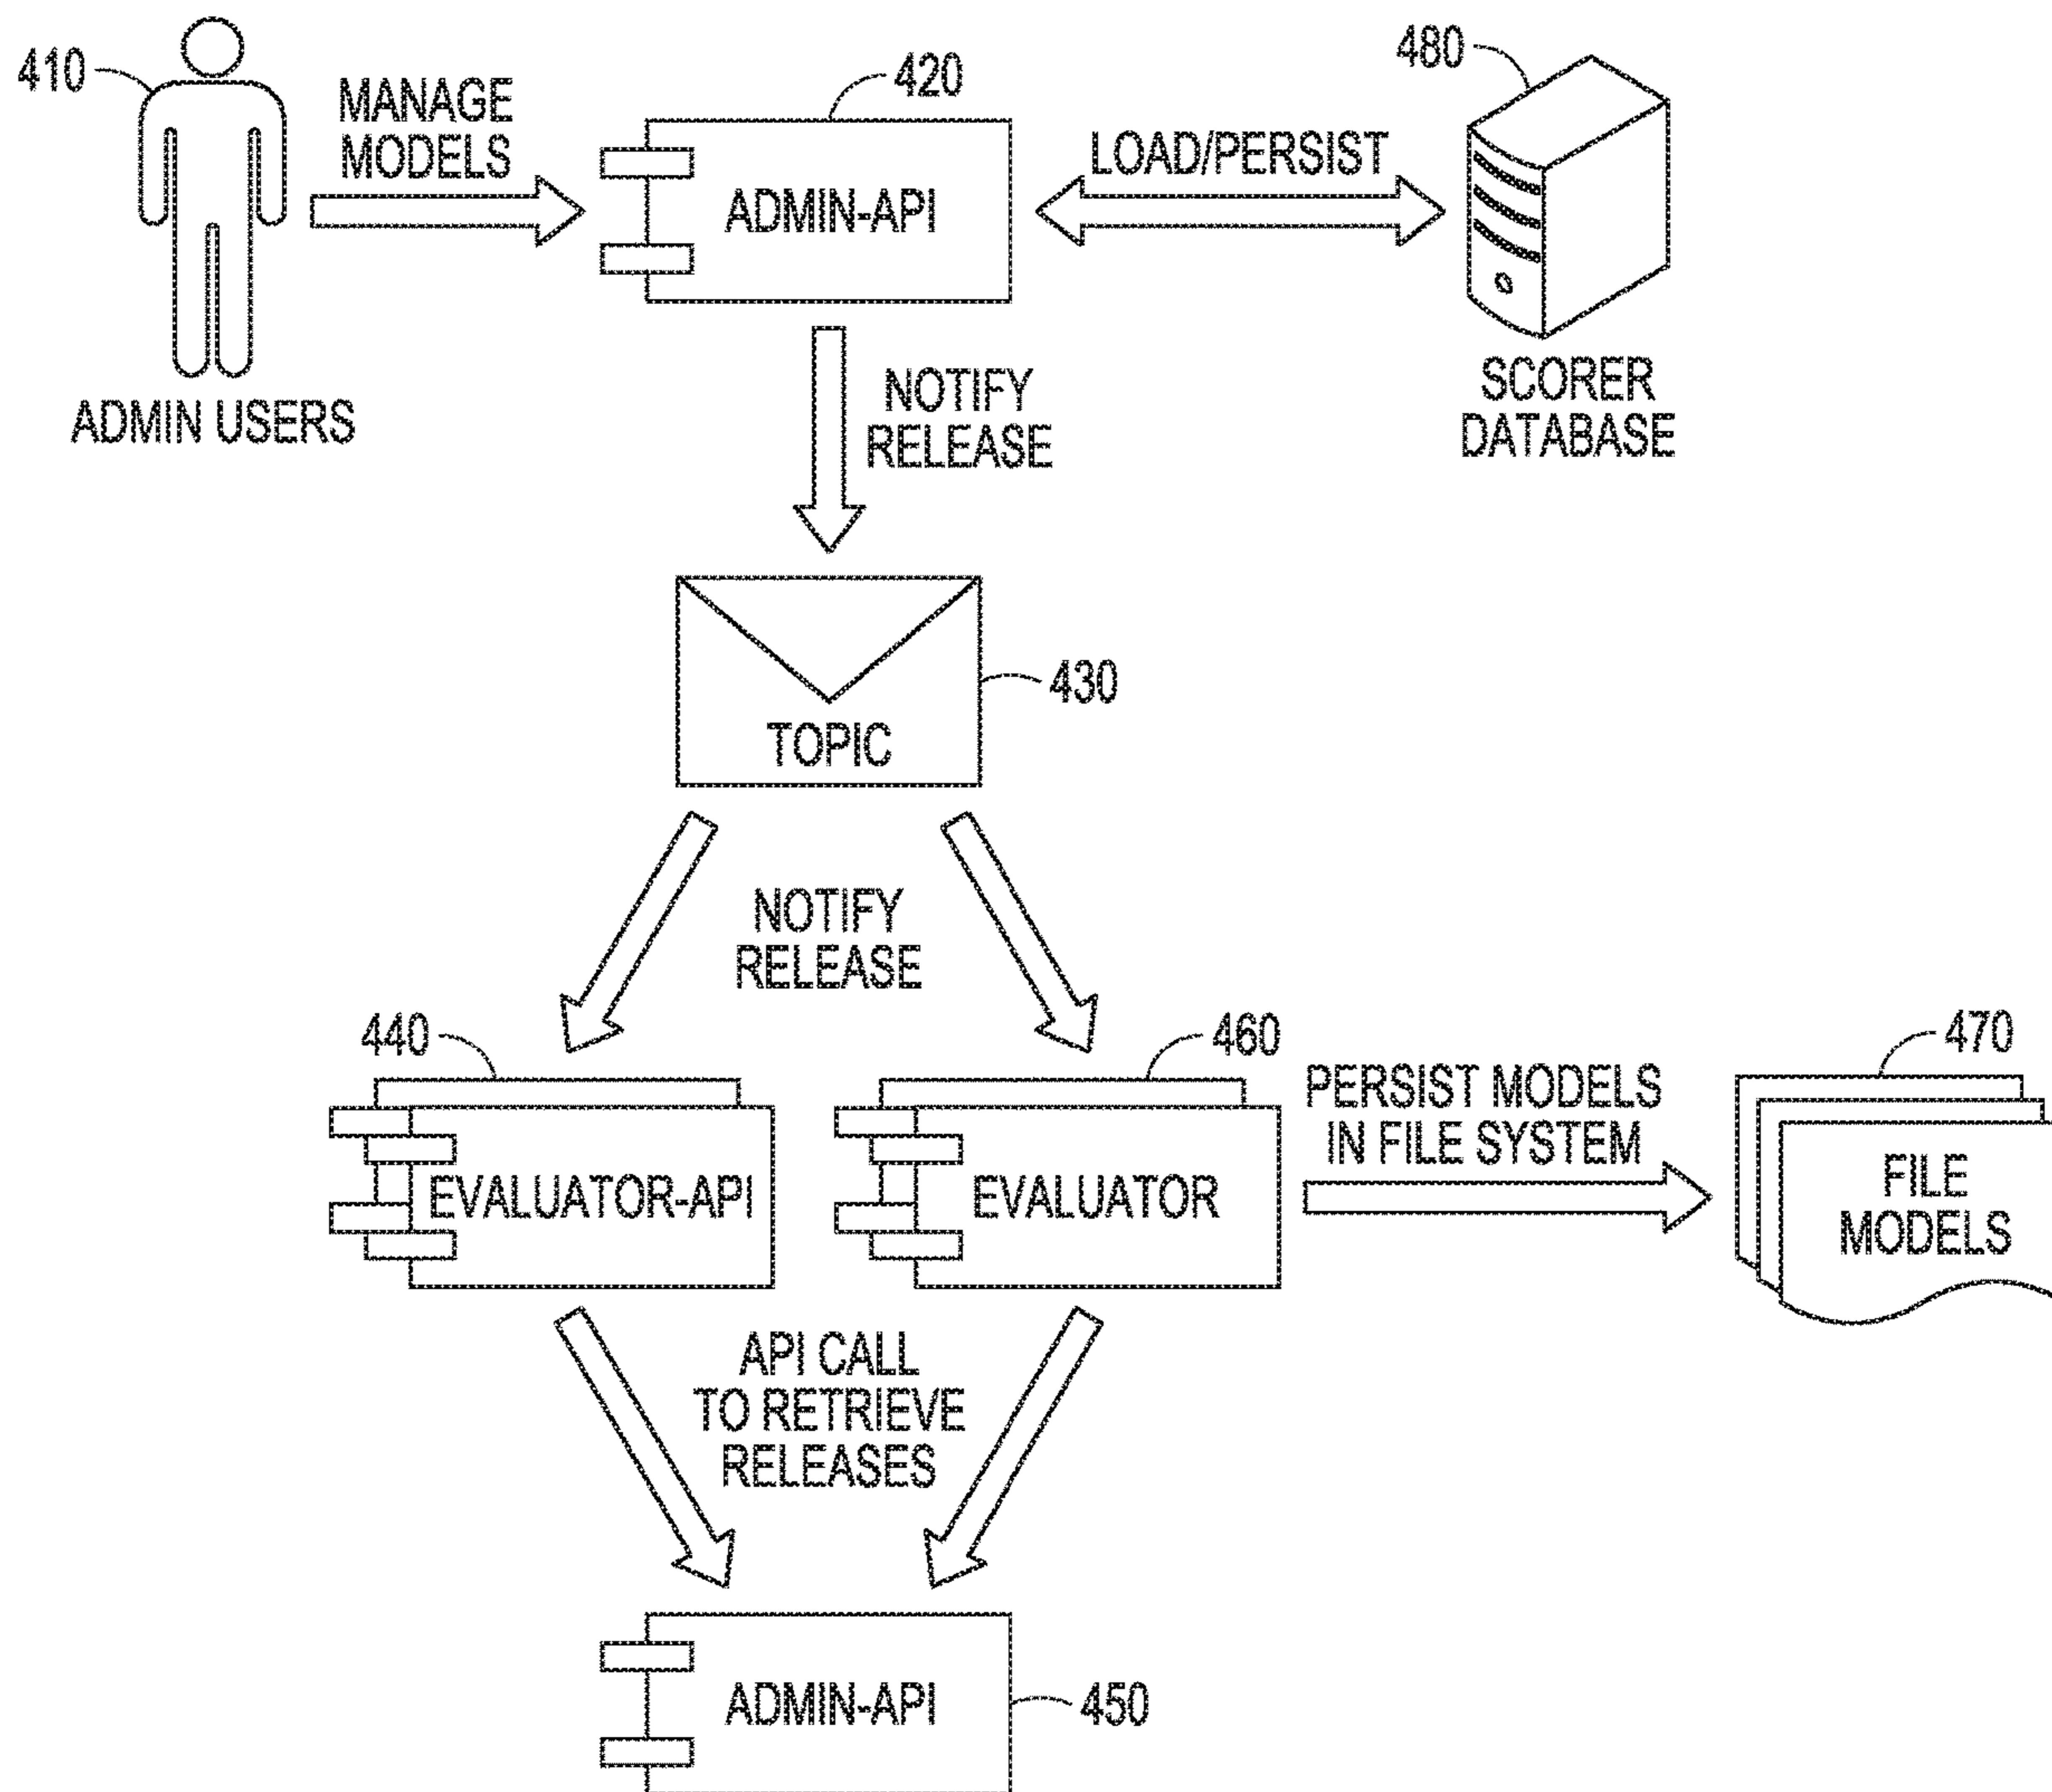 410
MANAGE
MODELS
420
ADMIN-API
LOAD/PERSIST
480
ADMIN USERS
SCORER
DATABASE
NOTIFY
RELEASE
430
TOPIC
NOTIFY
RELEASE
440
EVALUATOR-API
460
EVALUATOR
PERSIST MODELS
IN FILE SYSTEM
470
FILE
MODELS
API CALL
TO RETRIEVE
RELEASES
ADMIN-API
450